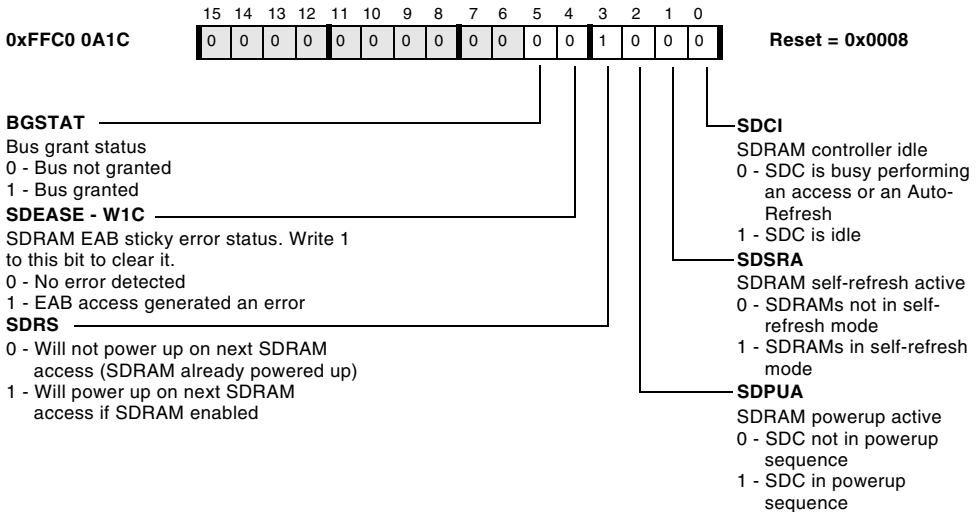 15 14 13 12 11 10 9 8 7 6 5 4 3 2 1 0
0xFFC0 0A1C
0 0 0 0 0 0 0 0 0 0 0 0 1 0 0 0
Reset = 0x0008
BGSTAT
Bus grant status
0 - Bus not granted
1 - Bus granted
SDEASE - W1C
SDRAM EAB sticky error status. Write 1
to this bit to clear it.
0 - No error detected
1 - EAB access generated an error
SDRS
0 - Will not power up on next SDRAM
access (SDRAM already powered up)
1 - Will power up on next SDRAM
access if SDRAM enabled
SDCI
SDRAM controller idle
0 - SDC is busy performing
an access or an Auto-
Refresh
1 - SDC is idle
SDSRA
SDRAM self-refresh active
0 - SDRAMs not in self-
refresh mode
1 - SDRAMs in self-refresh
mode
SDPUA
SDRAM powerup active
0 - SDC not in powerup
sequence
1 - SDC in powerup
sequence